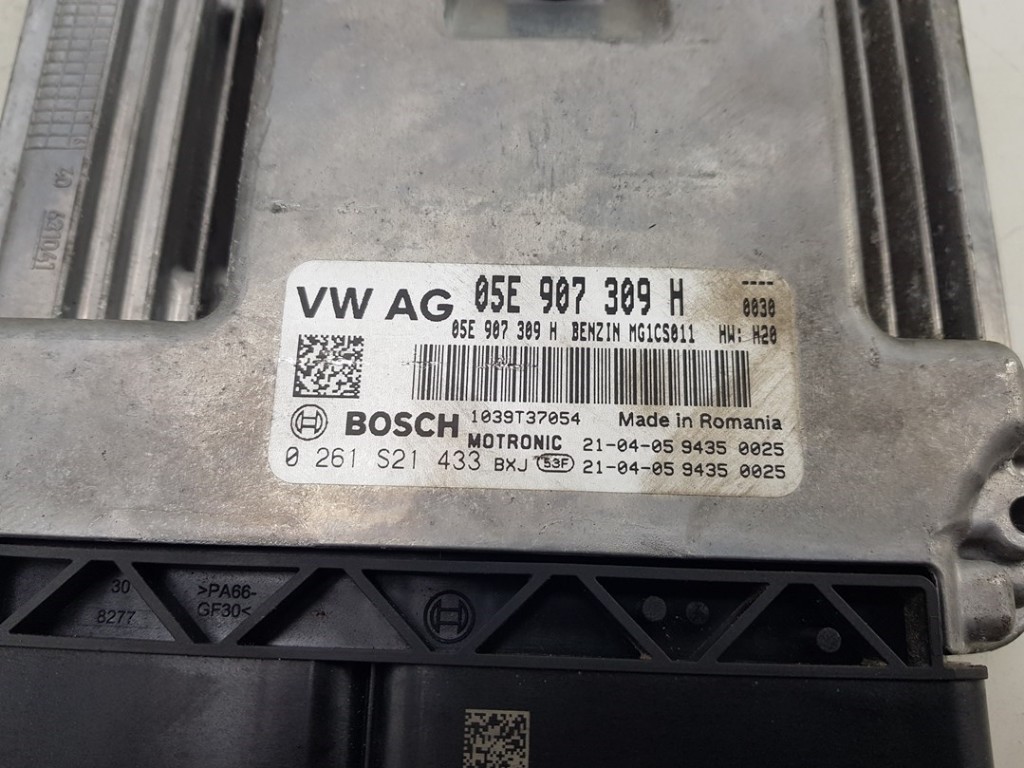 VW AG 05E 907 309 H ----
0030
05E 907 309 H BENZIN MG1CS011 HW: H20
BOSCH 1039T37054 Made in Romania
MOTRONIC 21-04-05 9435 0025
0 261 S21 433 BXJ 53F 21-04-05 9435 0025
30 >PA66-
8277 GF30<